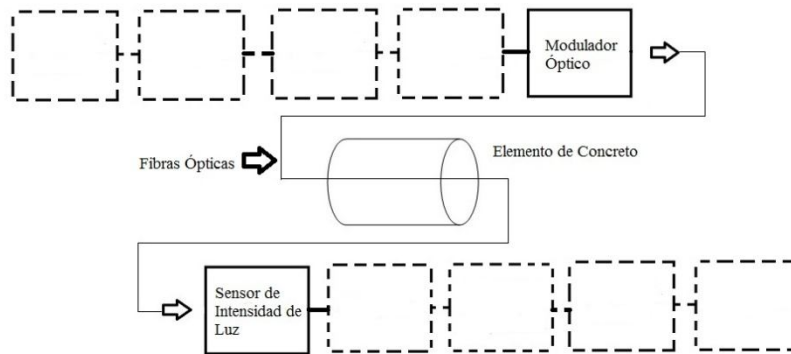 Modulador
Óptico
Fibras Ópticas
Elemento de Concreto
Sensor de
Intensidad de
Luz